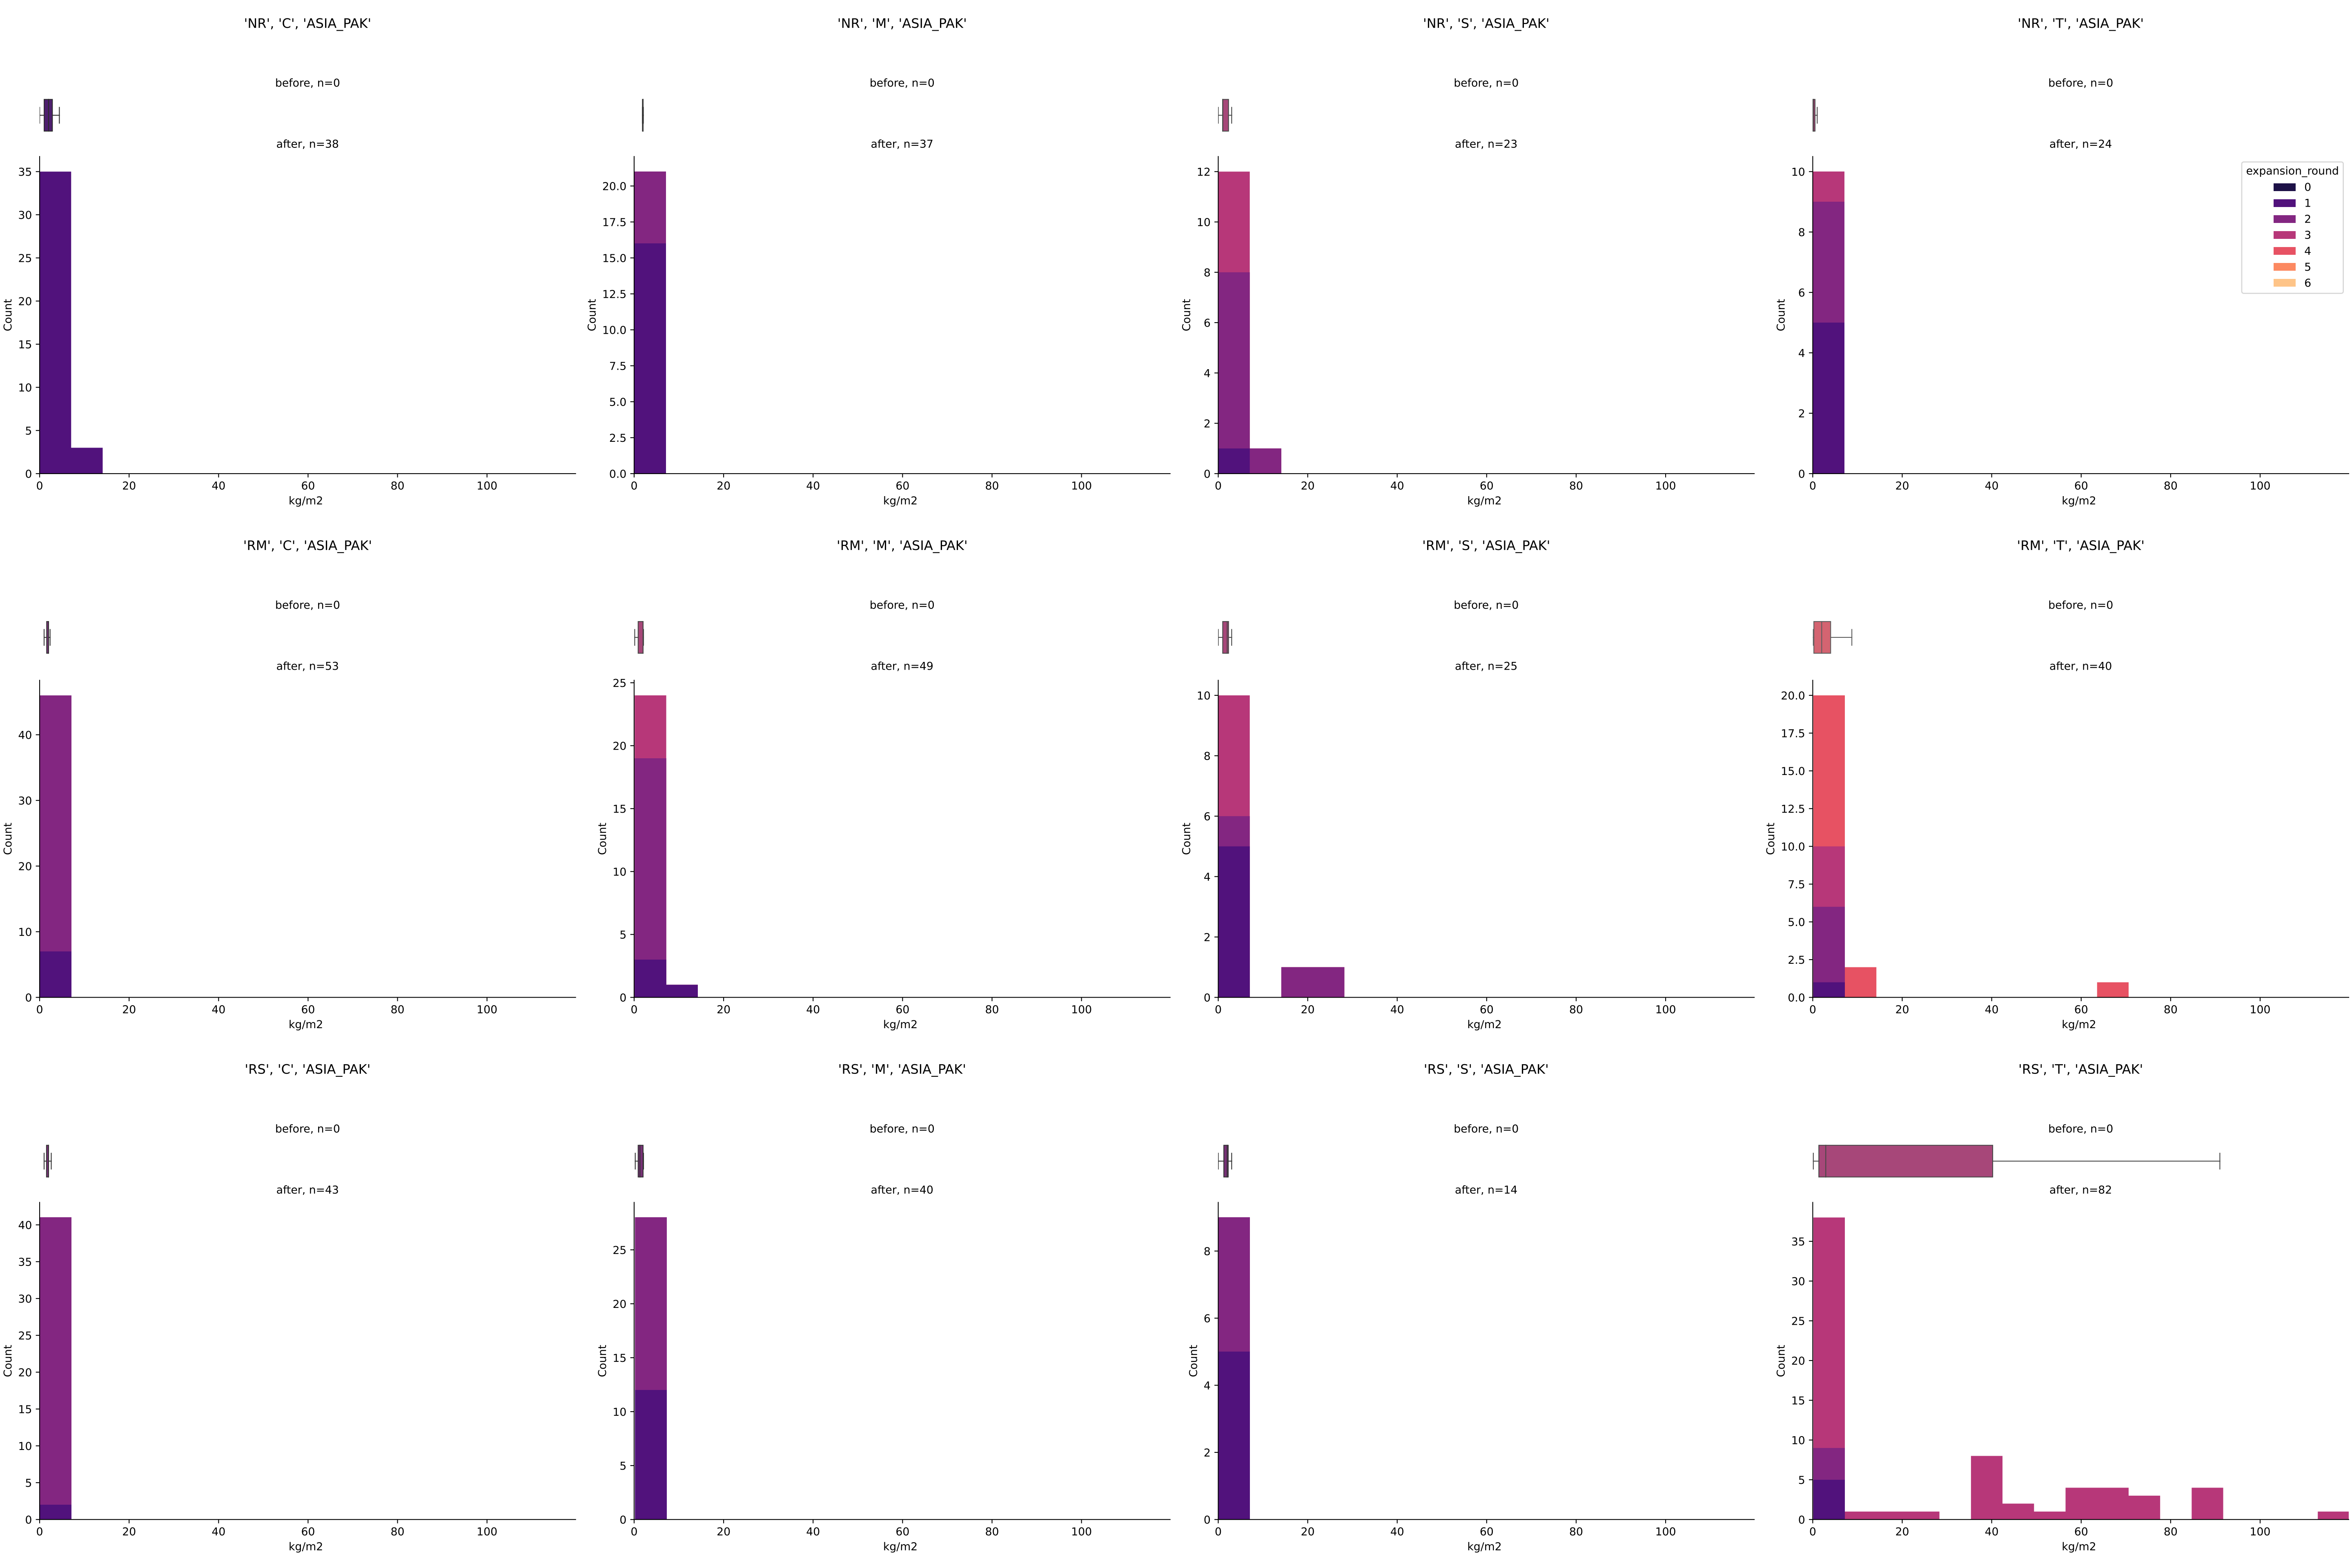 'NR', 'C', 'ASIA_PAK'
before, n=0
after, n=38
35
30
25
20
15
10
5
0
Count
0 20 40 60 80 100
kg/m2
'NR', 'M', 'ASIA_PAK'
before, n=0
after, n=37
20.0
17.5
15.0
12.5
10.0
7.5
5.0
2.5
0.0
Count
0 20 40 60 80 100
kg/m2
'NR', 'S', 'ASIA_PAK'
before, n=0
after, n=23
12
10
8
6
4
2
0
Count
0 20 40 60 80 100
kg/m2
'NR', 'T', 'ASIA_PAK'
before, n=0
after, n=24
10
8
6
4
2
0
Count
0 20 40 60 80 100
kg/m2
expansion_round
0
1
2
3
4
5
6
'RM', 'C', 'ASIA_PAK'
before, n=0
after, n=53
40
30
20
10
0
Count
0 20 40 60 80 100
kg/m2
'RM', 'M', 'ASIA_PAK'
before, n=0
after, n=49
25
20
15
10
5
0
Count
0 20 40 60 80 100
kg/m2
'RM', 'S', 'ASIA_PAK'
before, n=0
after, n=25
10
8
6
4
2
0
Count
0 20 40 60 80 100
kg/m2
'RM', 'T', 'ASIA_PAK'
before, n=0
after, n=40
20.0
17.5
15.0
12.5
10.0
7.5
5.0
2.5
0.0
Count
0 20 40 60 80 100
kg/m2
'RS', 'C', 'ASIA_PAK'
before, n=0
after, n=43
40
35
30
25
20
15
10
5
0
Count
0 20 40 60 80 100
kg/m2
'RS', 'M', 'ASIA_PAK'
before, n=0
after, n=40
25
20
15
10
5
0
Count
0 20 40 60 80 100
kg/m2
'RS', 'S', 'ASIA_PAK'
before, n=0
after, n=14
8
6
4
2
0
Count
0 20 40 60 80 100
kg/m2
'RS', 'T', 'ASIA_PAK'
before, n=0
after, n=82
35
30
25
20
15
10
5
0
Count
0 20 40 60 80 100
kg/m2